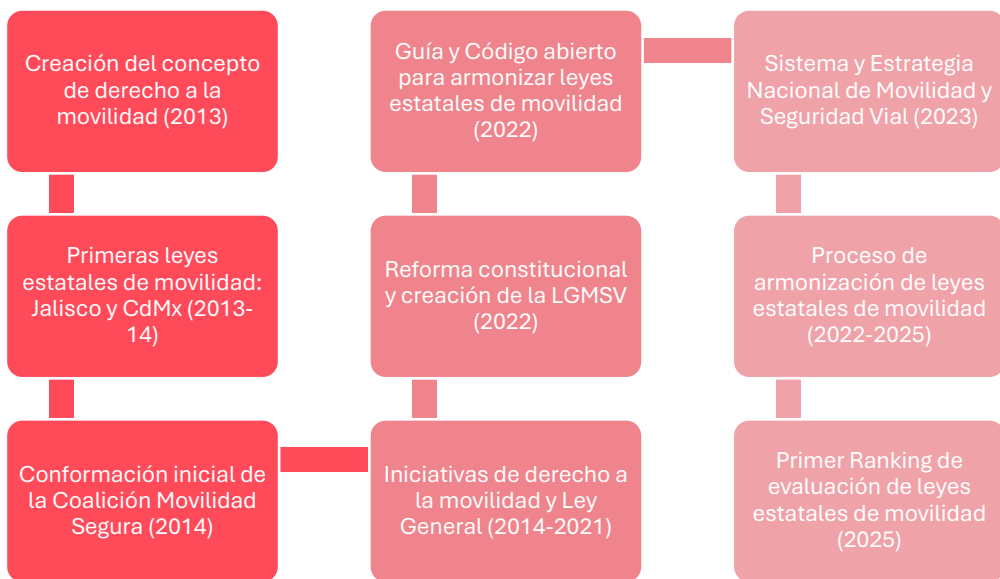 Creación del concepto
de derecho a la
movilidad (2013)
Primeras leyes
estatales de movilidad:
Jalisco y CdMx (2013-
14)
Conformación inicial de
la Coalición Movilidad
Segura (2014)
Iniciativas de derecho a
la movilidad y Ley
General (2014-2021)
Reforma constitucional
y creación de la LGMSV
(2022)
Guía y Código abierto
para armonizar leyes
estatales de movilidad
(2022)
Sistema y Estrategia
Nacional de Movilidad y
Seguridad Vial (2023)
Proceso de
armonización de leyes
estatales de movilidad
(2022-2025)
Primer Ranking de
evaluación de leyes
estatales de movilidad
(2025)